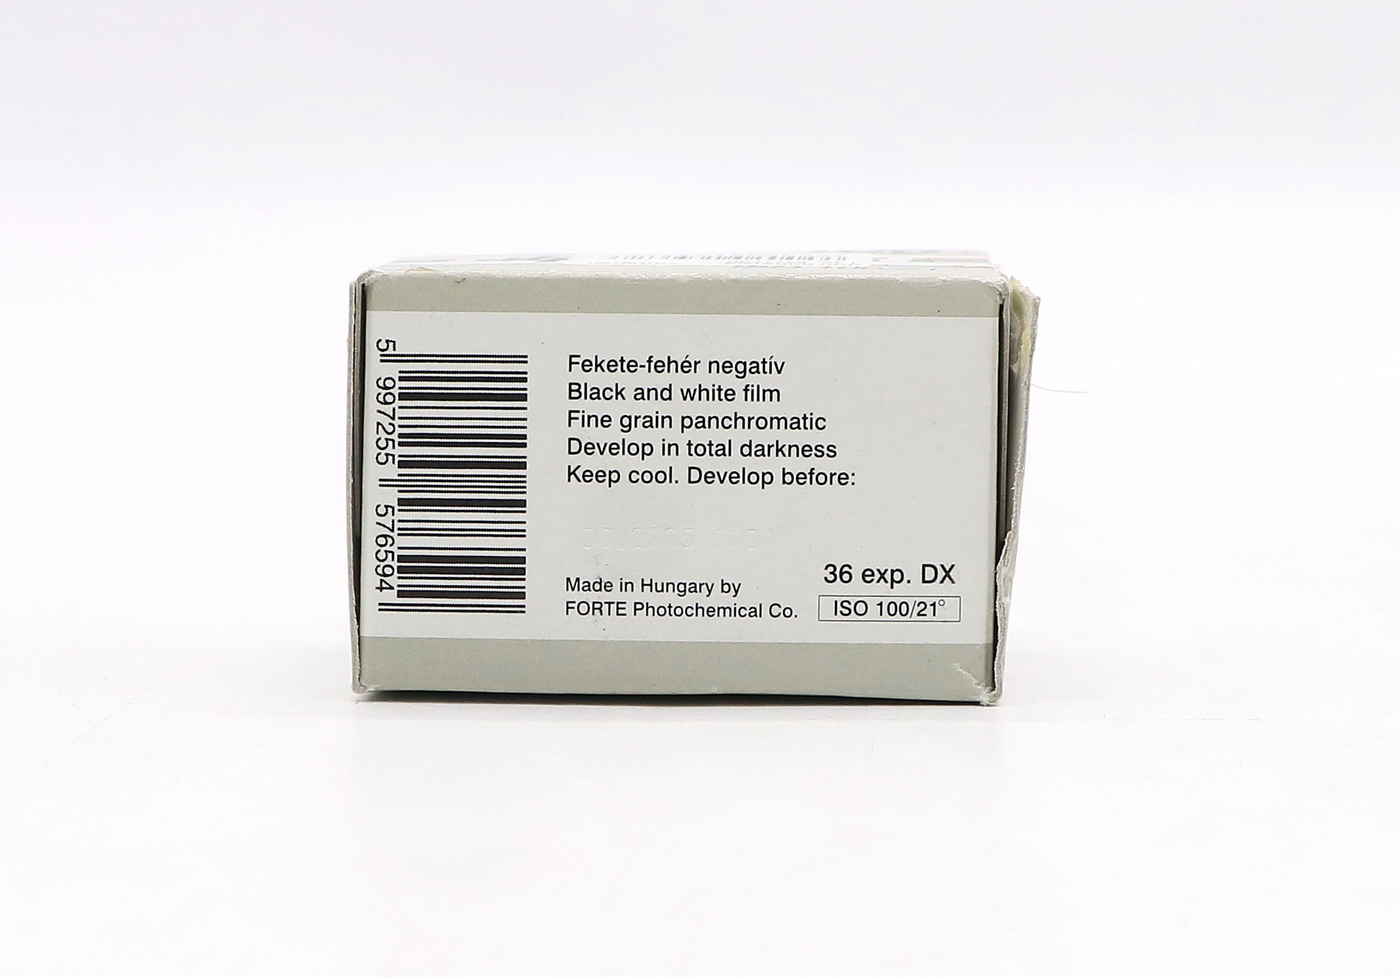 5 997255 576594
Fekete-fehér negatív
Black and white film
Fine grain panchromatic
Develop in total darkness
Keep cool. Develop before:
Made in Hungary by
FORTE Photochemical Co.
36 exp. DX
ISO 100/21°